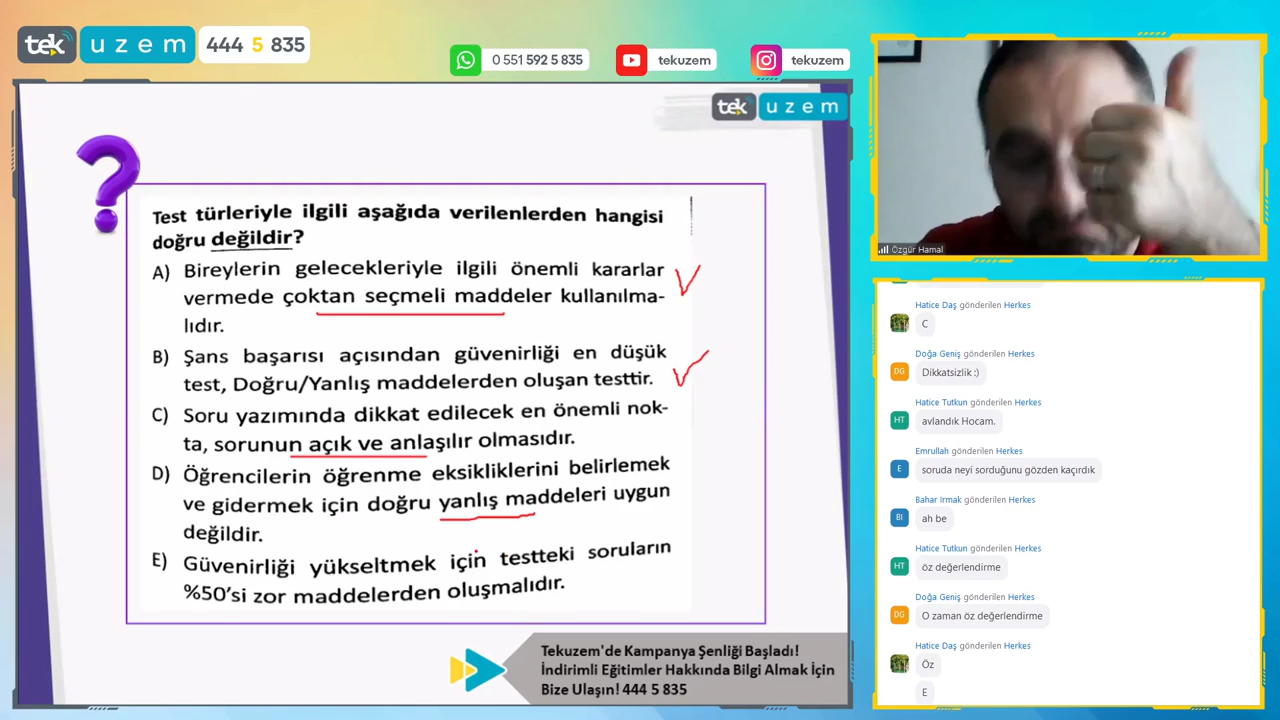 tek uzem 444 5 835
0 551 592 5 835
tekuzem
tekuzem
tek uzem
Test türleriyle ilgili aşağıda verilenlerden hangisi
doğru değildir?
A) Bireylerin gelecekleriyle ilgili önemli kararlar
vermede çoktan seçmeli maddeler kullanılma-
lıdır.
B) Şans başarısı açısından güvenirliği en düşük
test, Doğru/Yanlış maddelerden oluşan testtir.
C) Soru yazımında dikkat edilecek en önemli nok-
ta, sorunun açık ve anlaşılır olmasıdır.
D) Öğrencilerin öğrenme eksikliklerini belirlemek
ve gidermek için doğru yanlış maddeleri uygun
değildir.
E) Güvenirliği yükseltmek için testteki soruların
%50'si zor maddelerden oluşmalıdır.
Tekuzem'de Kampanya Şenliği Başladı!
İndirimli Eğitimler Hakkında Bilgi Almak İçin
Bize Ulaşın! 444 5 835
Özgür Hamal
Hatice Daş gönderilen Herkes
C
Doğa Geniş gönderilen Herkes
DG
Dikkatsizlik :)
Hatice Tutkun gönderilen Herkes
HT
avlandık Hocam.
Emrullah gönderilen Herkes
E
soruda neyi sorduğunu gözden kaçırdık
Bahar Irmak gönderilen Herkes
BI
ah be
Hatice Tutkun gönderilen Herkes
HT
öz değerlendirme
Doğa Geniş gönderilen Herkes
DG
O zaman öz değerlendirme
Hatice Daş gönderilen Herkes
Öz
E